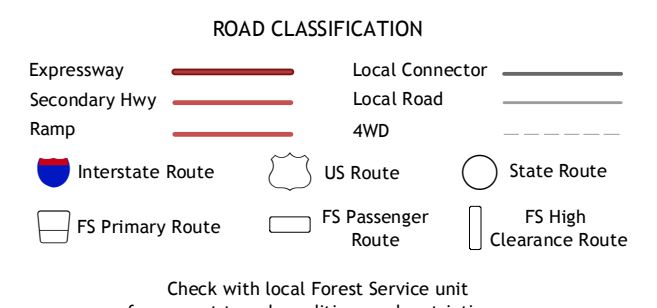 ROAD CLASSIFICATION
Expressway
Local Connector
Secondary Hwy
Local Road
Ramp
4WD
Interstate Route
US Route
State Route
FS Primary Route
FS Passenger
Route
FS High
Clearance Route
Check with local Forest Service unit